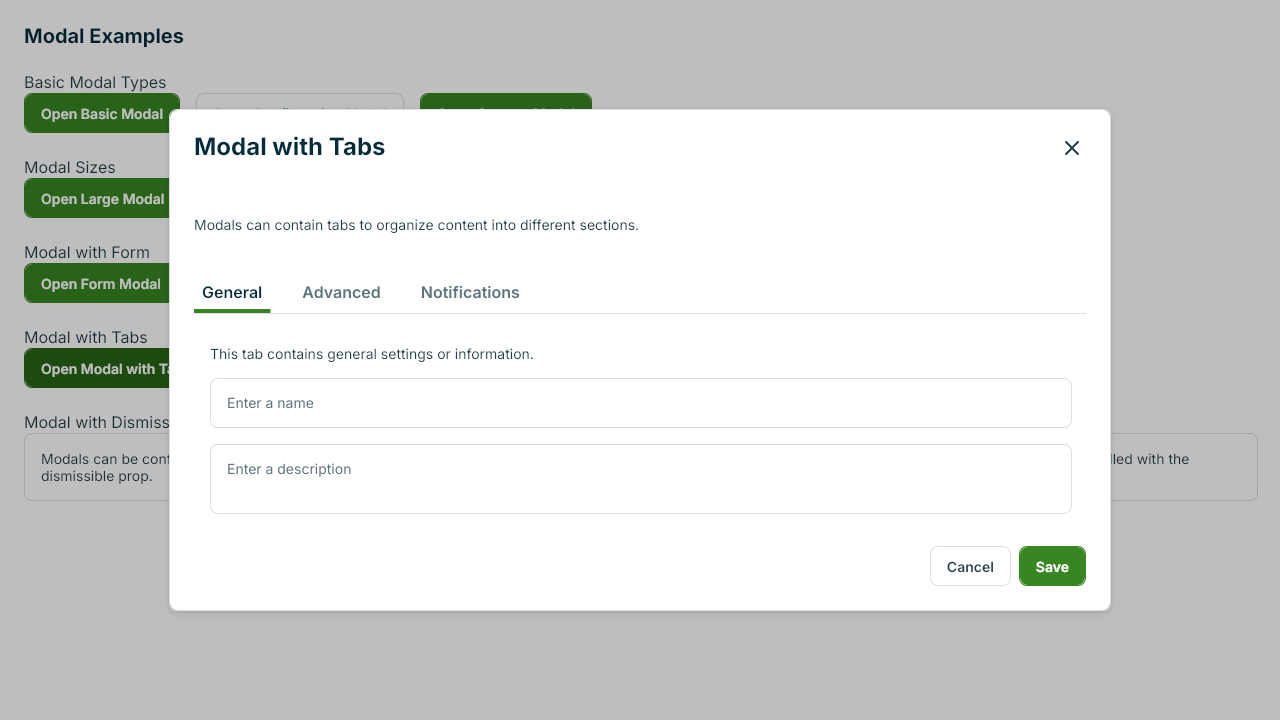 Modal Examples
Basic Modal Types
Open Basic Modal
Modal Sizes
Open Large Modal
Modal with Form
Open Form Modal
Modal with Tabs
Open Modal with
Modal with
Modals can be
lled with the
dismissible prop.
Modal with Tabs
Modals can contain tabs to organize content into different sections.
General Advanced Notifications
This tab contains general settings or information.
Enter a name
Enter a description
Cancel Save